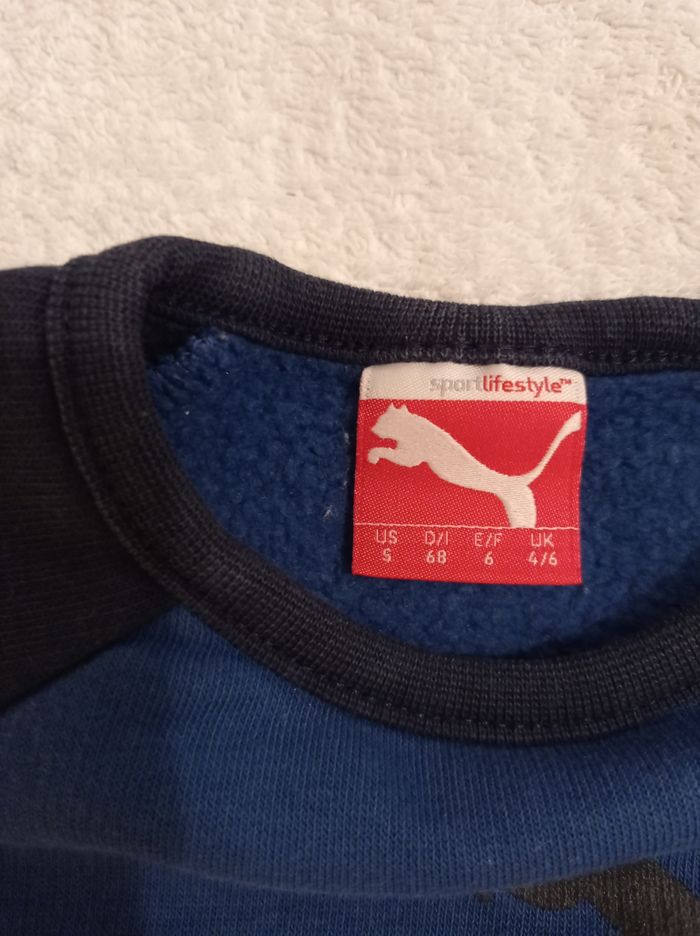 sportlifestyle™
US D/I E/F UK
S 68 6 4/6